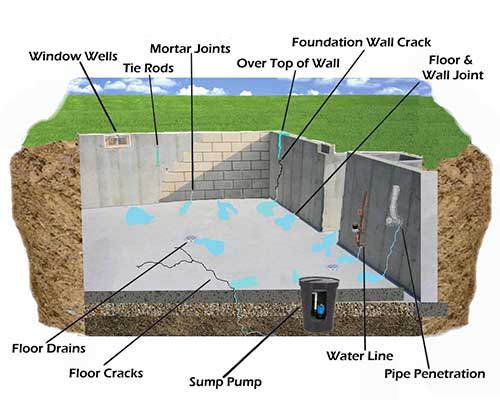 Window Wells
Mortar Joints
Tie Rods
Over Top of Wall
Foundation Wall Crack
Floor &
Wall Joint
Floor Drains
Floor Cracks
Sump Pump
Water Line
Pipe Penetration